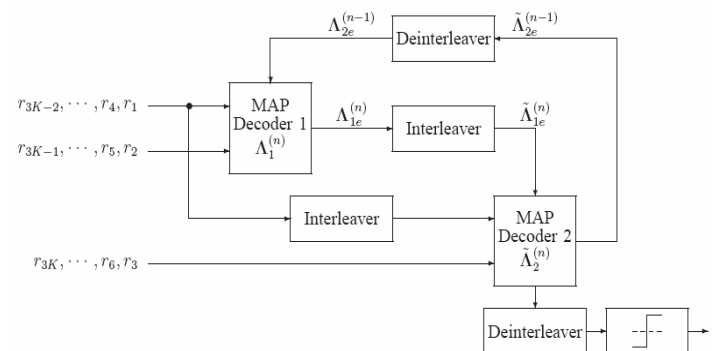 Λ_{2e}^{(n−1)}
Deinterleaver
Λ̃_{2e}^{(n−1)}
r_{3K−2}, ⋯ , r_4, r_1
MAP
Decoder 1
Λ_1^{(n)}
Λ_{1e}^{(n)}
Interleaver
Λ̃_{1e}^{(n)}
r_{3K−1}, ⋯ , r_5, r_2
Interleaver
MAP
Decoder 2
Λ̃_2^{(n)}
r_{3K}, ⋯ , r_6, r_3
Deinterleaver